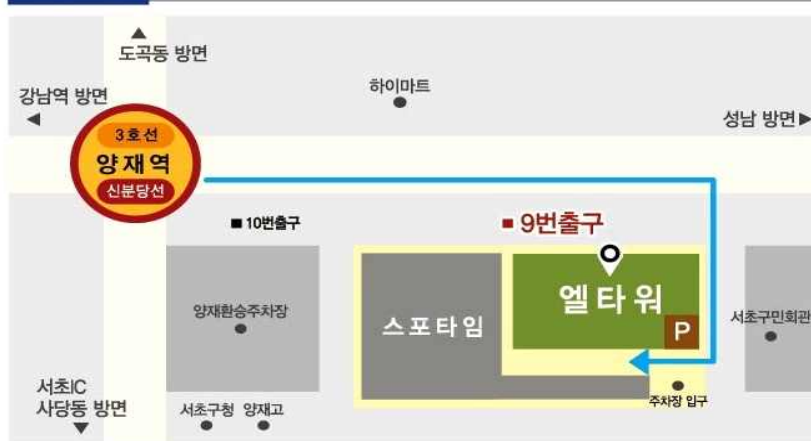 도곡동 방면
강남역 방면
하이마트
성남 방면
3호선
양재역
신분당선
10번출구
9번출구
양재환승주차장
스포타임
엘타워
P
서초구민회관
서초IC
사당동 방면
서초구청 양재고
주차장 입구